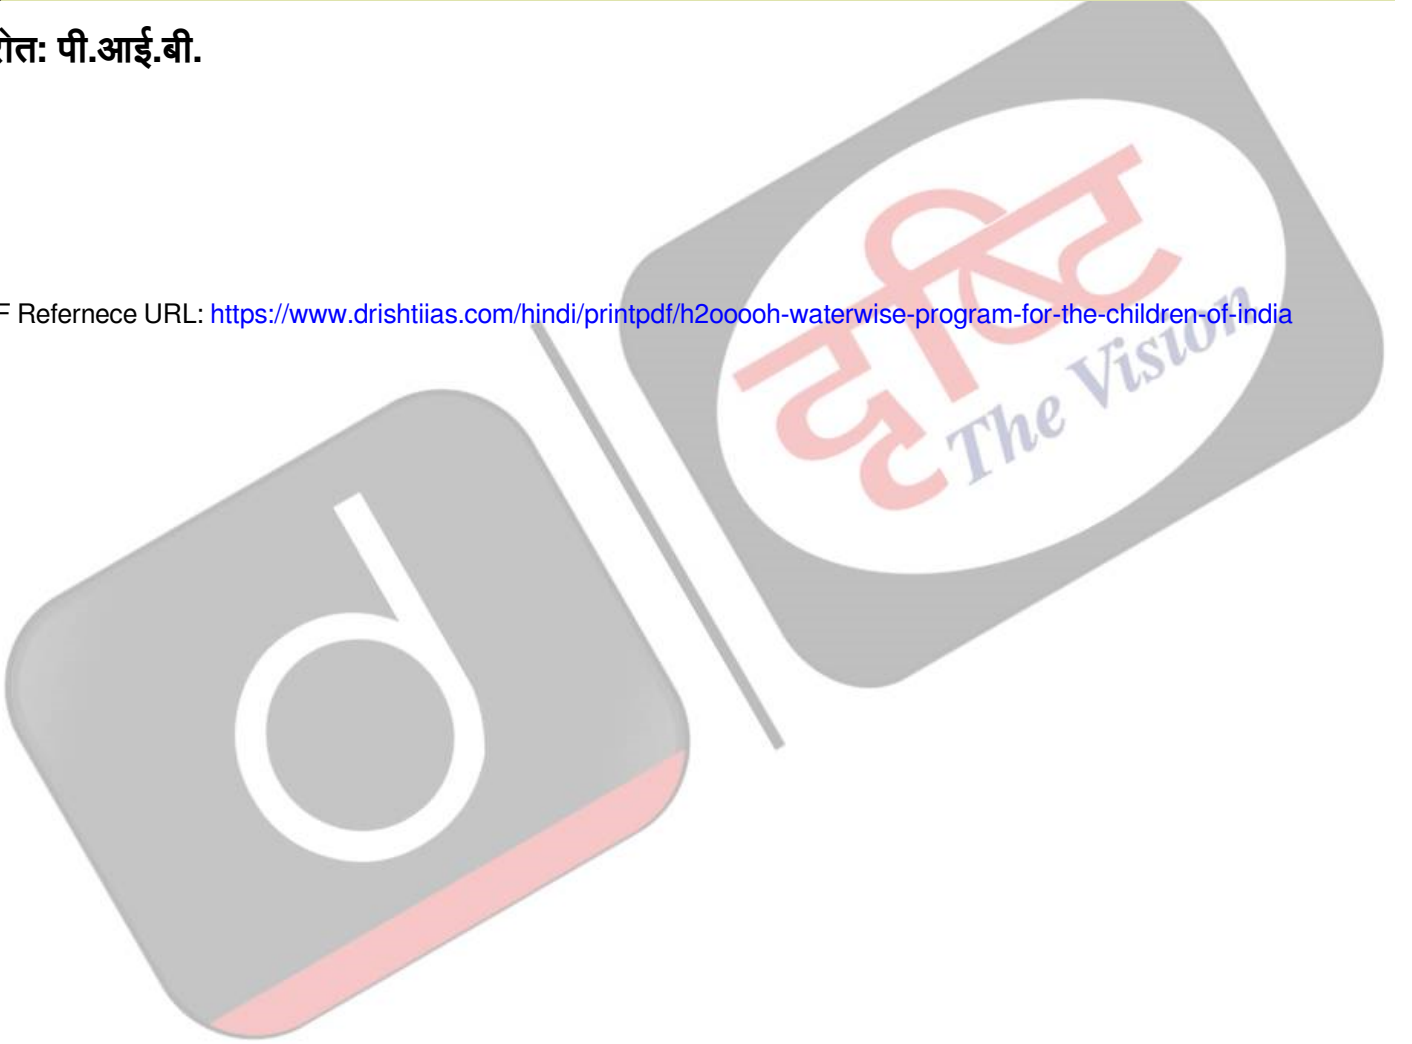 रोत: पी.आई.बी.
F Refernece URL: https://www.drishtiias.com/hindi/printpdf/h2ooooh-waterwise-program-for-the-children-of-india
दृष्टि
The Vision
d